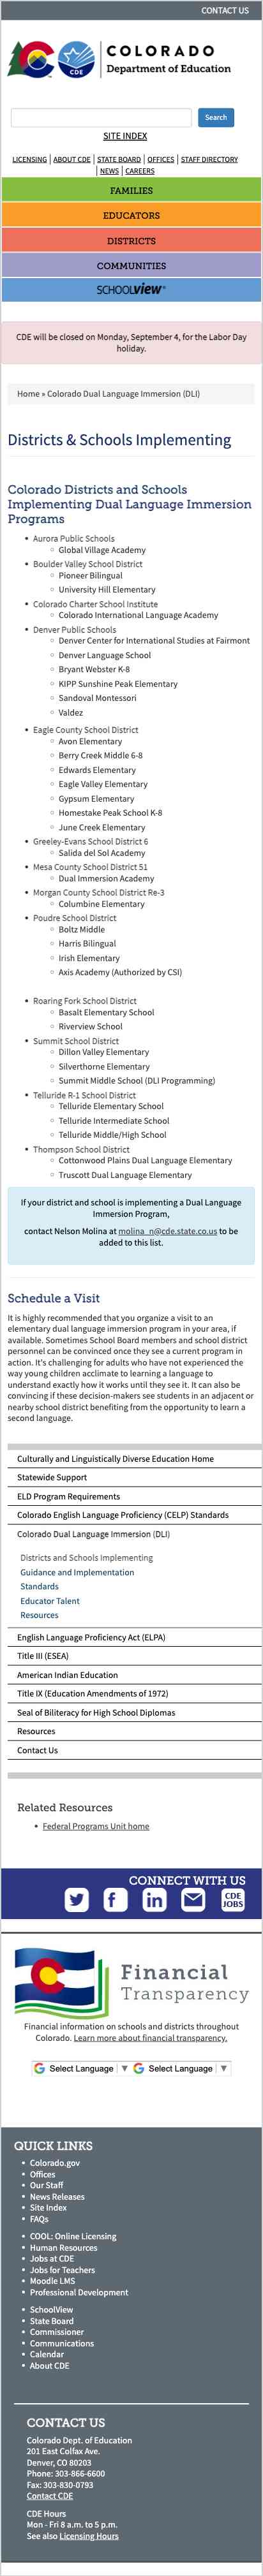 CONTACT US
COLORADO
Department of Education
CDE
Search
SITE INDEX
LICENSING | ABOUT CDE | STATE BOARD | OFFICES | STAFF DIRECTORY
| NEWS | CAREERS
FAMILIES
EDUCATORS
DISTRICTS
COMMUNITIES
SCHOOLVIEW
CDE will be closed on Monday, September 4, for the Labor Day
holiday.
Home » Colorado Dual Language Immersion (DLI)
Districts & Schools Implementing
Colorado Districts and Schools
Implementing Dual Language Immersion
Programs
• Aurora Public Schools
◦ Global Village Academy
• Boulder Valley School District
◦ Pioneer Bilingual
◦ University Hill Elementary
• Colorado Charter School Institute
◦ Colorado International Language Academy
• Denver Public Schools
◦ Denver Center for International Studies at Fairmont
◦ Denver Language School
◦ Bryant Webster K-8
◦ KIPP Sunshine Peak Elementary
◦ Sandoval Montessori
◦ Valdez
• Eagle County School District
◦ Avon Elementary
◦ Berry Creek Middle 6-8
◦ Edwards Elementary
◦ Eagle Valley Elementary
◦ Gypsum Elementary
◦ Homestake Peak School K-8
◦ June Creek Elementary
• Greeley-Evans School District 6
◦ Salida del Sol Academy
• Mesa County School District 51
◦ Dual Immersion Academy
• Morgan County School District Re-3
◦ Columbine Elementary
• Poudre School District
◦ Boltz Middle
◦ Harris Bilingual
◦ Irish Elementary
◦ Axis Academy (Authorized by CSI)
• Roaring Fork School District
◦ Basalt Elementary School
◦ Riverview School
• Summit School District
◦ Dillon Valley Elementary
◦ Silverthorne Elementary
◦ Summit Middle School (DLI Programming)
• Telluride R-1 School District
◦ Telluride Elementary School
◦ Telluride Intermediate School
◦ Telluride Middle/High School
• Thompson School District
◦ Cottonwood Plains Dual Language Elementary
◦ Truscott Dual Language Elementary
If your district and school is implementing a Dual Language
Immersion Program,
contact Nelson Molina at molina_n@cde.state.co.us to be
added to this list.
Schedule a Visit
It is highly recommended that you organize a visit to an
elementary dual language immersion program in your area, if
available. Sometimes School Board members and school district
personnel can be convinced once they see a current program in
action. It's challenging for adults who have not experienced the
way young children acclimate to learning a language to
understand exactly how it works until they see it. It can also be
convincing if these decision-makers see students in an adjacent or
nearby school district benefiting from the opportunity to learn a
second language.
Culturally and Linguistically Diverse Education Home
Statewide Support
ELD Program Requirements
Colorado English Language Proficiency (CELP) Standards
Colorado Dual Language Immersion (DLI)
Districts and Schools Implementing
Guidance and Implementation
Standards
Educator Talent
Resources
English Language Proficiency Act (ELPA)
Title III (ESEA)
American Indian Education
Title IX (Education Amendments of 1972)
Seal of Biliteracy for High School Diplomas
Resources
Contact Us
Related Resources
• Federal Programs Unit home
CONNECT WITH US
CDE
JOBS
Financial
Transparency
Financial information on schools and districts throughout
Colorado. Learn more about financial transparency.
Select Language ▼ Select Language ▼
QUICK LINKS
• Colorado.gov
• Offices
• Our Staff
• News Releases
• Site Index
• FAQs
• COOL: Online Licensing
• Human Resources
• Jobs at CDE
• Jobs for Teachers
• Moodle LMS
• Professional Development
• SchoolView
• State Board
• Commissioner
• Communications
• Calendar
• About CDE
CONTACT US
Colorado Dept. of Education
201 East Colfax Ave.
Denver, CO 80203
Phone: 303-866-6600
Fax: 303-830-0793
Contact CDE
CDE Hours
Mon - Fri 8 a.m. to 5 p.m.
See also Licensing Hours